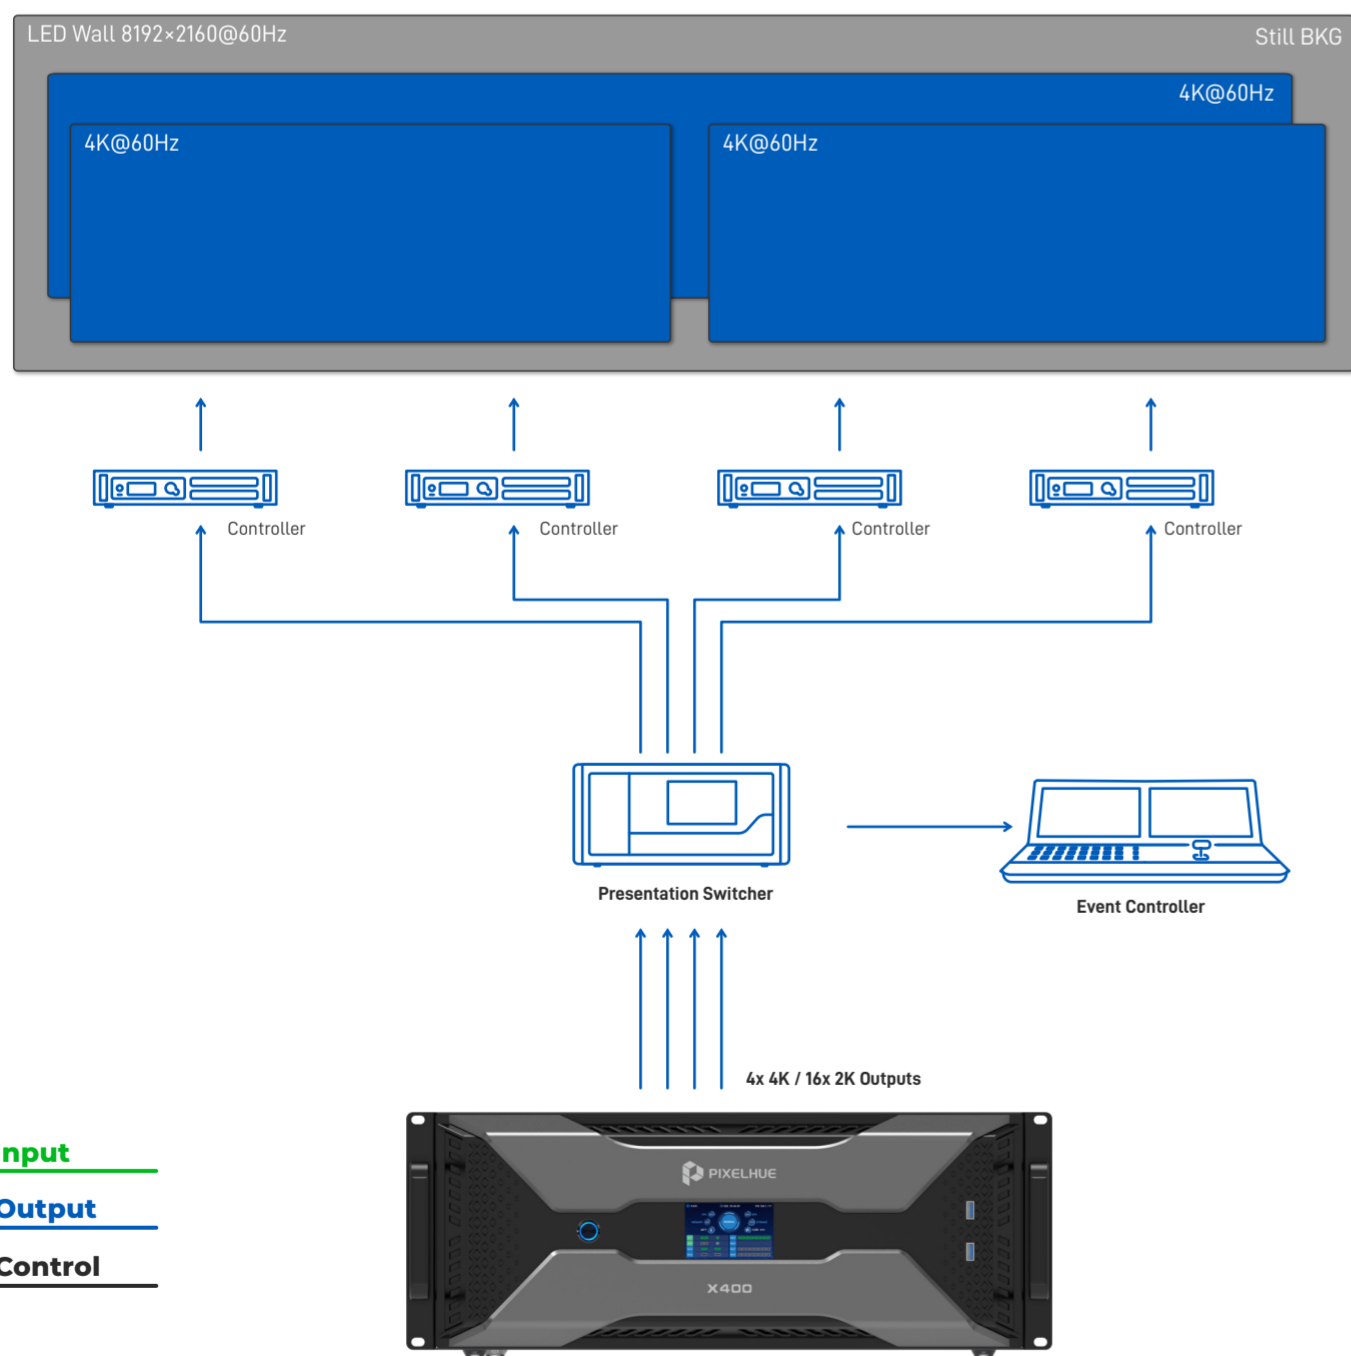 LED Wall 8192×2160@60Hz
Still BKG
4K@60Hz
4K@60Hz
4K@60Hz
Controller
Controller
Controller
Controller
Presentation Switcher
Event Controller
4x 4K / 16x 2K Outputs
nput
Output
Control
PIXELHUE
X400